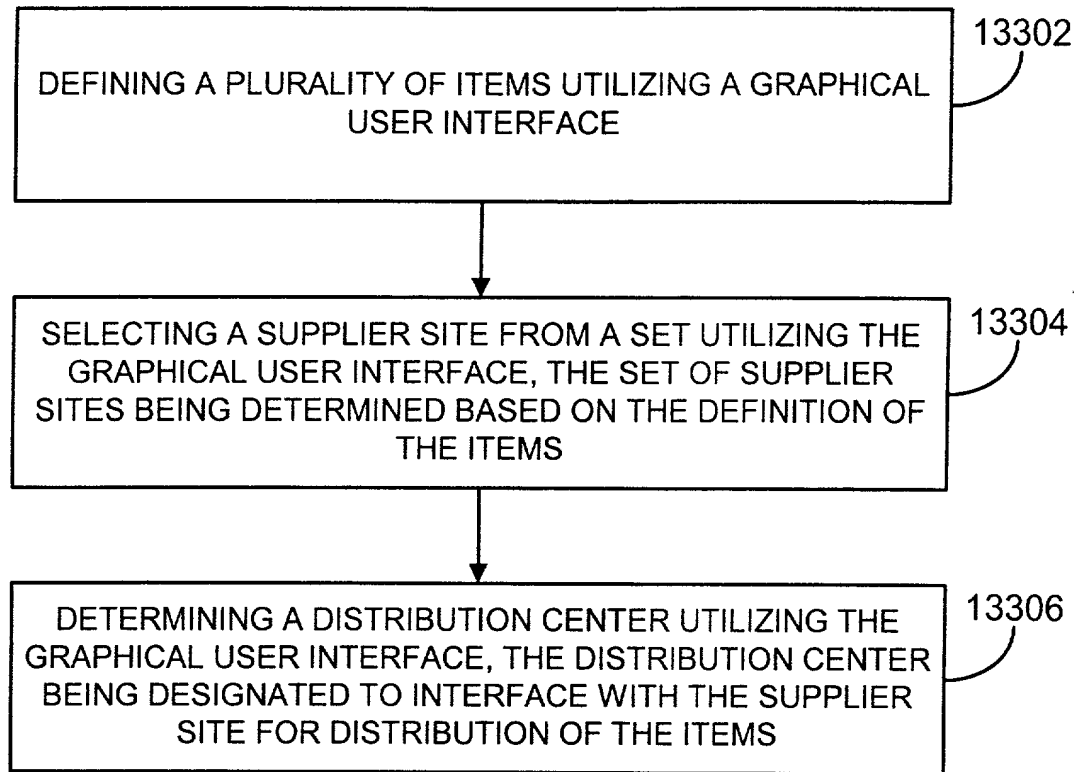 13302
DEFINING A PLURALITY OF ITEMS UTILIZING A GRAPHICAL
USER INTERFACE
13304
SELECTING A SUPPLIER SITE FROM A SET UTILIZING THE
GRAPHICAL USER INTERFACE, THE SET OF SUPPLIER
SITES BEING DETERMINED BASED ON THE DEFINITION OF
THE ITEMS
13306
DETERMINING A DISTRIBUTION CENTER UTILIZING THE
GRAPHICAL USER INTERFACE, THE DISTRIBUTION CENTER
BEING DESIGNATED TO INTERFACE WITH THE SUPPLIER
SITE FOR DISTRIBUTION OF THE ITEMS